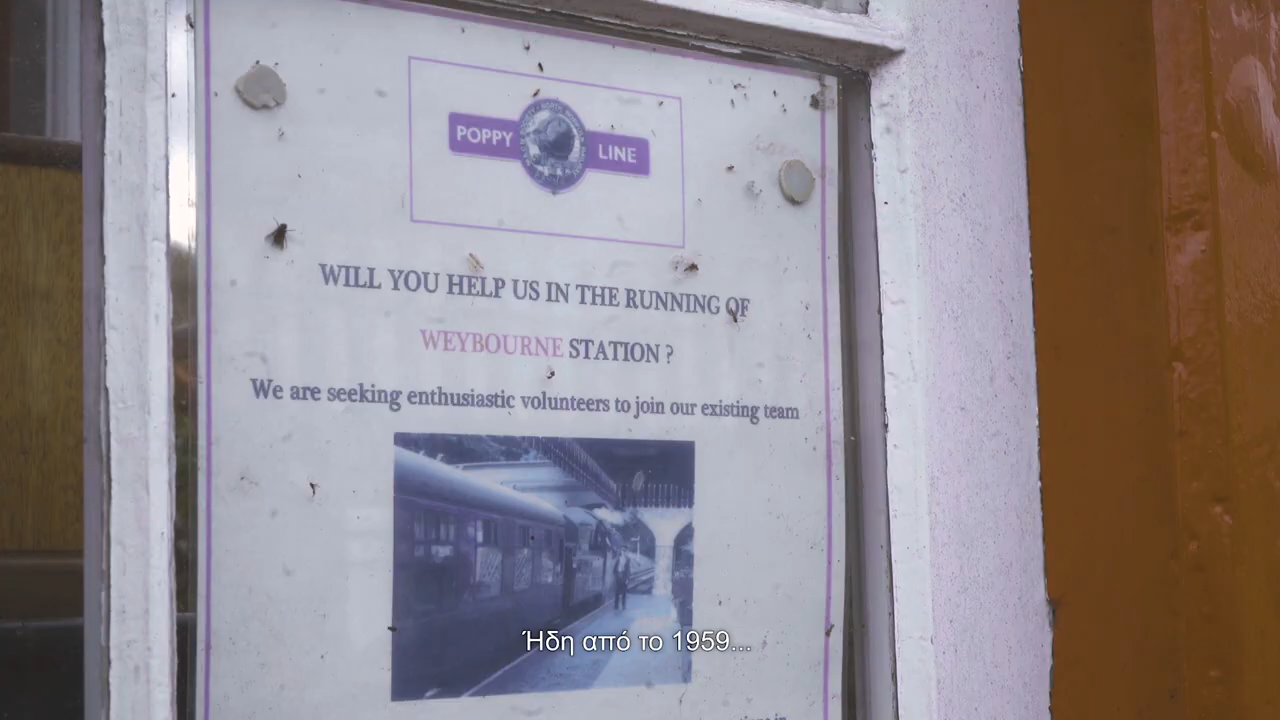 POPPY LINE
WILL YOU HELP US IN THE RUNNING OF
WEYBOURNE STATION ?
We are seeking enthusiastic volunteers to join our existing team
Ήδη από το 1959...